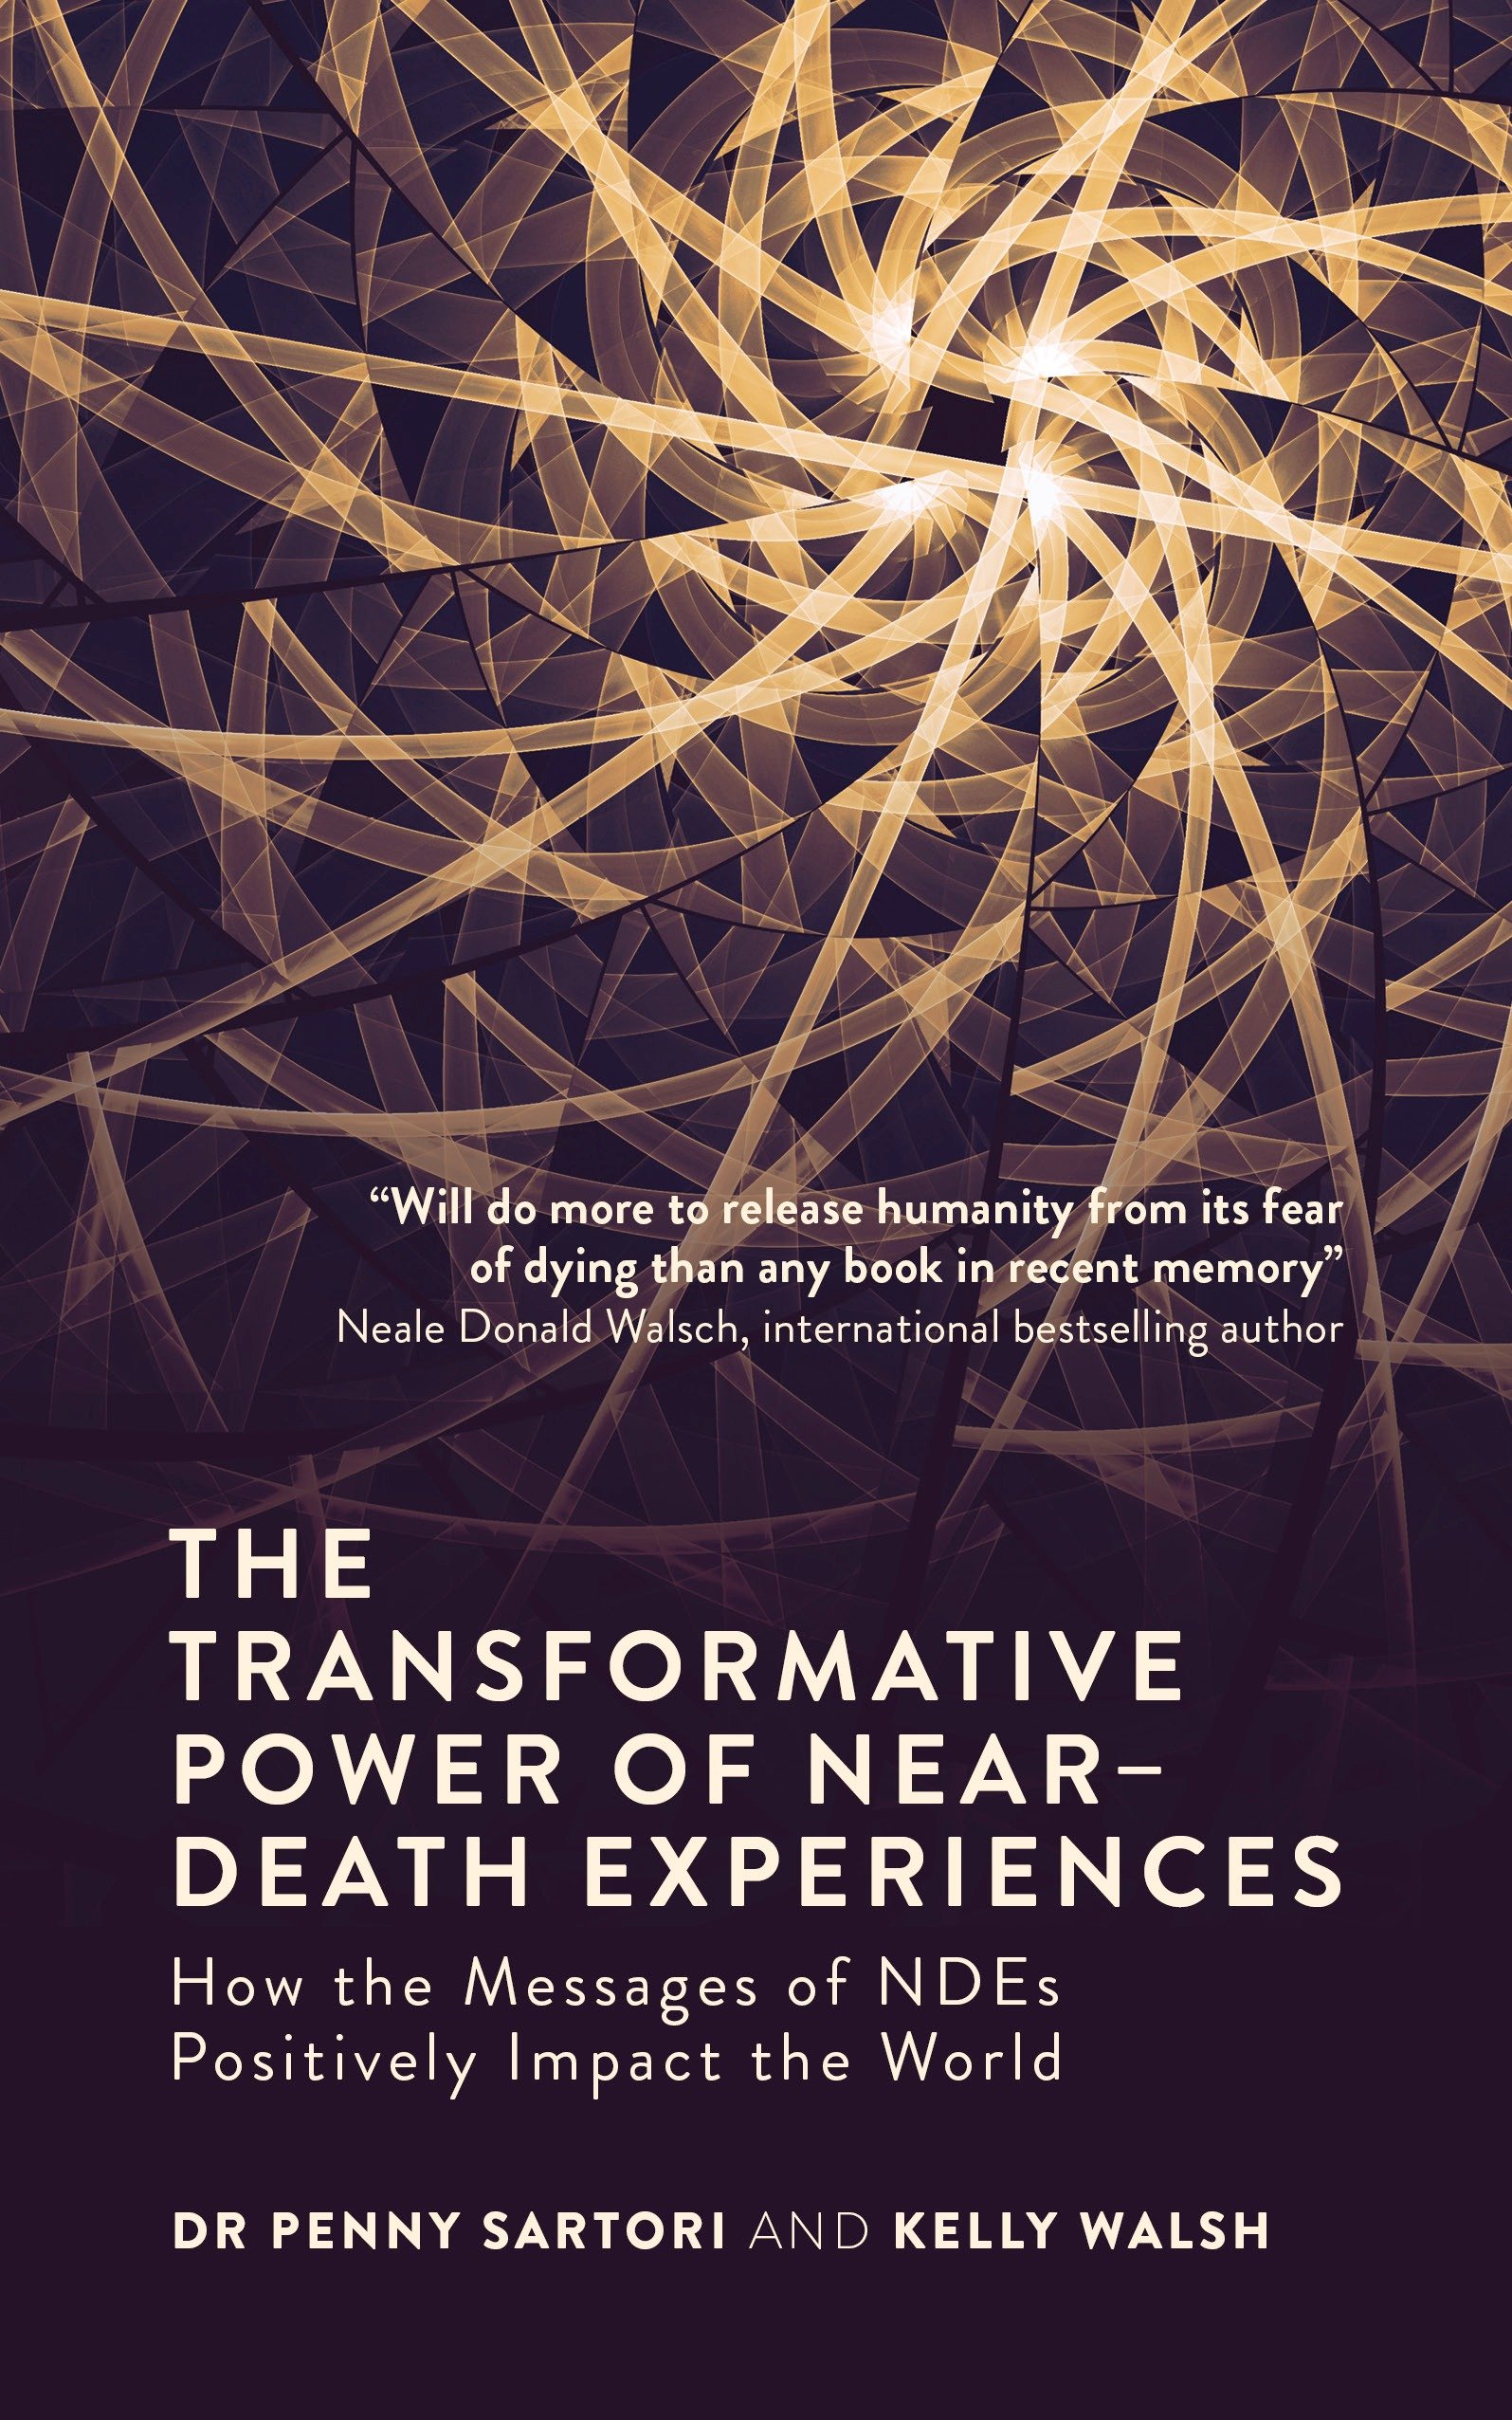 “Will do more to release humanity from its fear
of dying than any book in recent memory”
Neale Donald Walsch, international bestselling author
THE
TRANSFORMATIVE
POWER OF NEAR–
DEATH EXPERIENCES
How the Messages of NDEs
Positively Impact the World
DR PENNY SARTORI AND KELLY WALSH